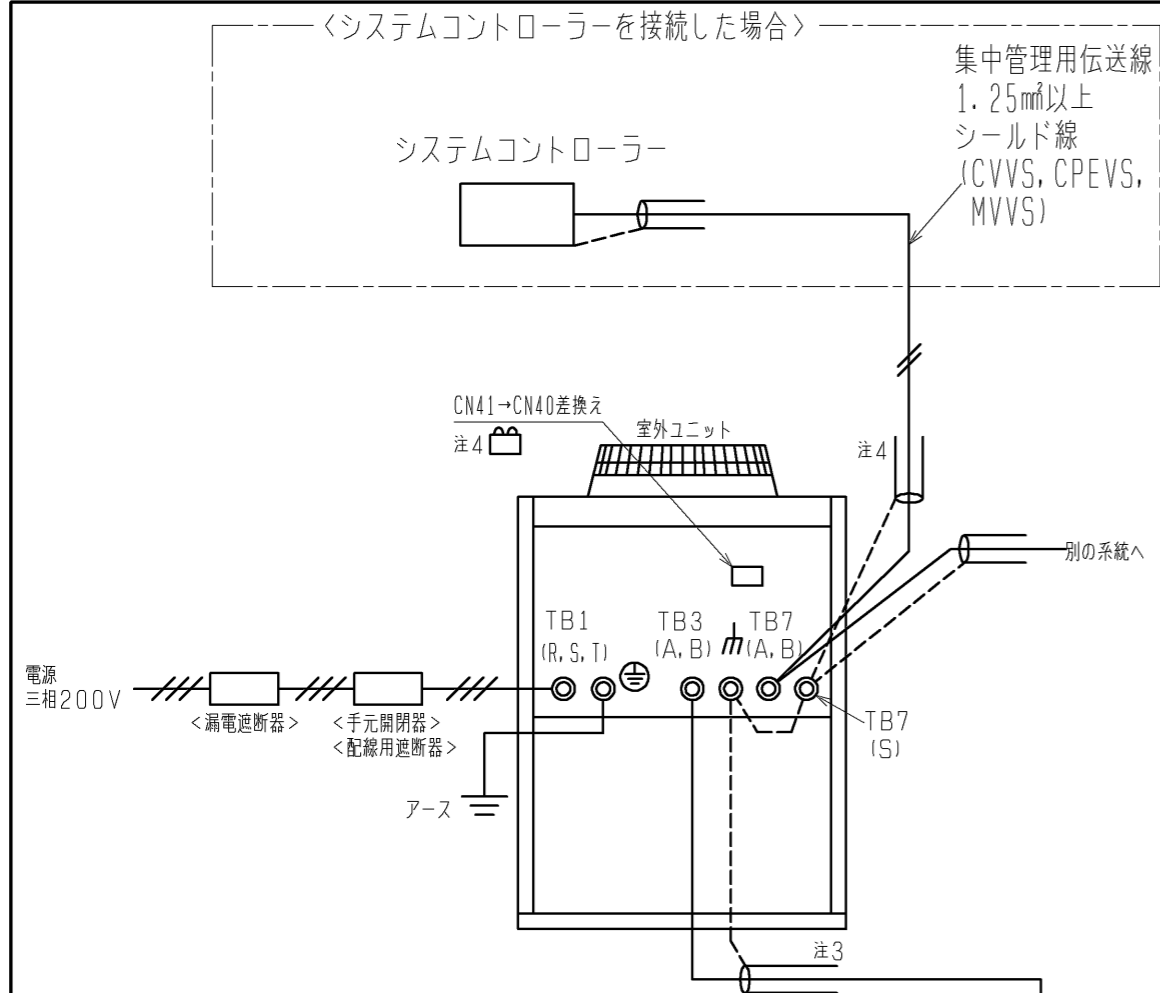 ＜システムコントローラーを接続した場合＞
集中管理用伝送線
1.25㎟以上
シールド線
(CVVS, CPEVS,
MVVS)
システムコントローラー
CN41→CN40差換え
注4
室外ユニット
注4
別の系統へ
TB1
(R, S, T)
TB3
(A, B)
TB7
(A, B)
電源
三相200V
＜漏電遮断器＞
＜手元開閉器＞
＜配線用遮断器＞
TB7
(S)
アース
注3